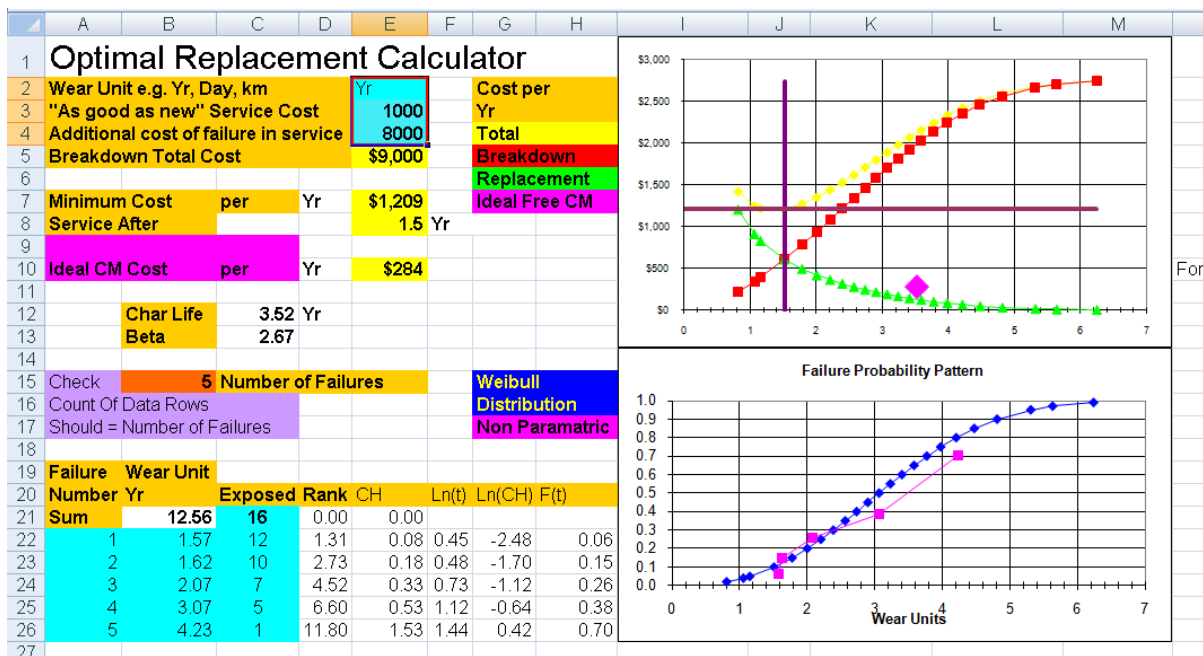 A B C D E F G H I J K L M
1 Optimal Replacement Calculator
2 Wear Unit e.g. Yr, Day, km Yr Cost per
3 "As good as new" Service Cost 1000 Yr
4 Additional cost of failure in service 8000 Total
5 Breakdown Total Cost $9,000 Breakdown
6 Replacement
7 Minimum Cost per Yr $1,209 Ideal Free CM
8 Service After 1.5 Yr
9
10 Ideal CM Cost per Yr $284 For
11
12 Char Life 3.52 Yr
13 Beta 2.67
14
15 Check 5 Number of Failures Weibull
16 Count Of Data Rows Distribution
17 Should = Number of Failures Non Paramatric
18
19 Failure Wear Unit
20 Number Yr Exposed Rank CH Ln(t) Ln(CH) F(t)
21 Sum 12.56 16 0.00 0.00
22 1 1.57 12 1.31 0.08 0.45 -2.48 0.06
23 2 1.62 10 2.73 0.18 0.48 -1.70 0.15
24 3 2.07 7 4.52 0.33 0.73 -1.12 0.26
25 4 3.07 5 6.60 0.53 1.12 -0.64 0.38
26 5 4.23 1 11.80 1.53 1.44 0.42 0.70
27
$3,000
$2,500
$2,000
$1,500
$1,000
$500
$0
0 1 2 3 4 5 6 7
Failure Probability Pattern
1.0
0.9
0.8
0.7
0.6
0.5
0.4
0.3
0.2
0.1
0.0
0 1 2 3 4 5 6 7
Wear Units